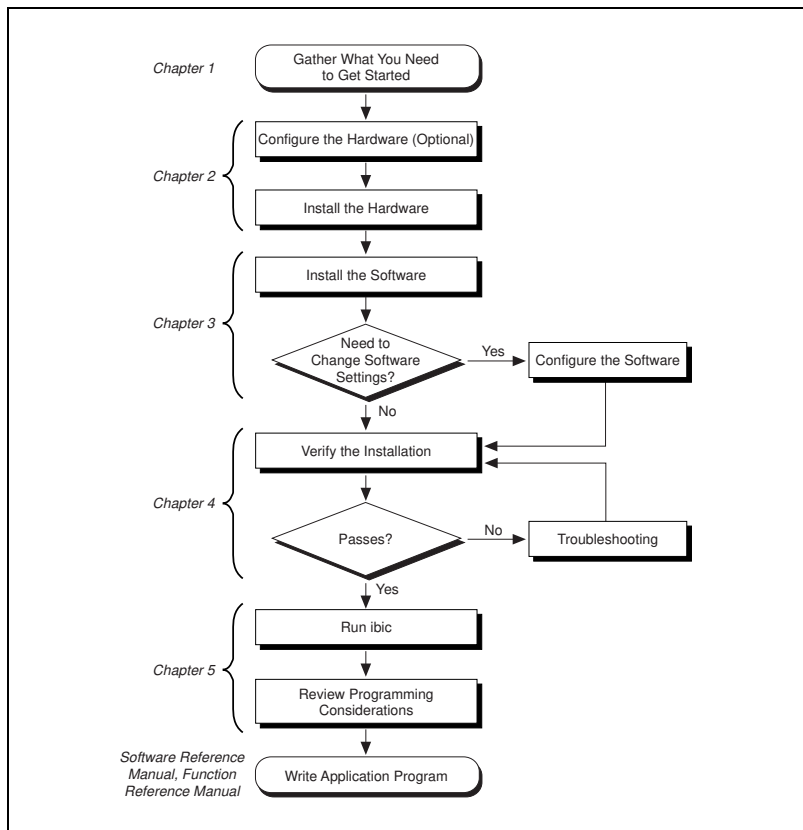 Chapter 1
Gather What You Need
to Get Started
Configure the Hardware (Optional)
Chapter 2
Install the Hardware
Install the Software
Chapter 3
Need to
Change Software
Settings?
Yes
Configure the Software
No
Verify the Installation
Chapter 4
Passes?
No
Troubleshooting
Yes
Run ibic
Chapter 5
Review Programming
Considerations
Software Reference
Manual, Function
Reference Manual
Write Application Program